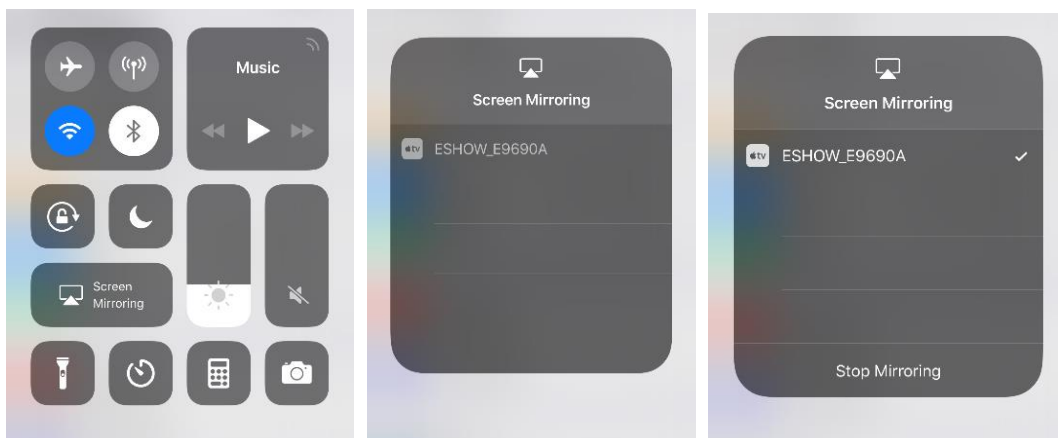 Music
Screen
Mirroring
Screen Mirroring
tv ESHOW_E9690A
Screen Mirroring
tv ESHOW_E9690A
Stop Mirroring